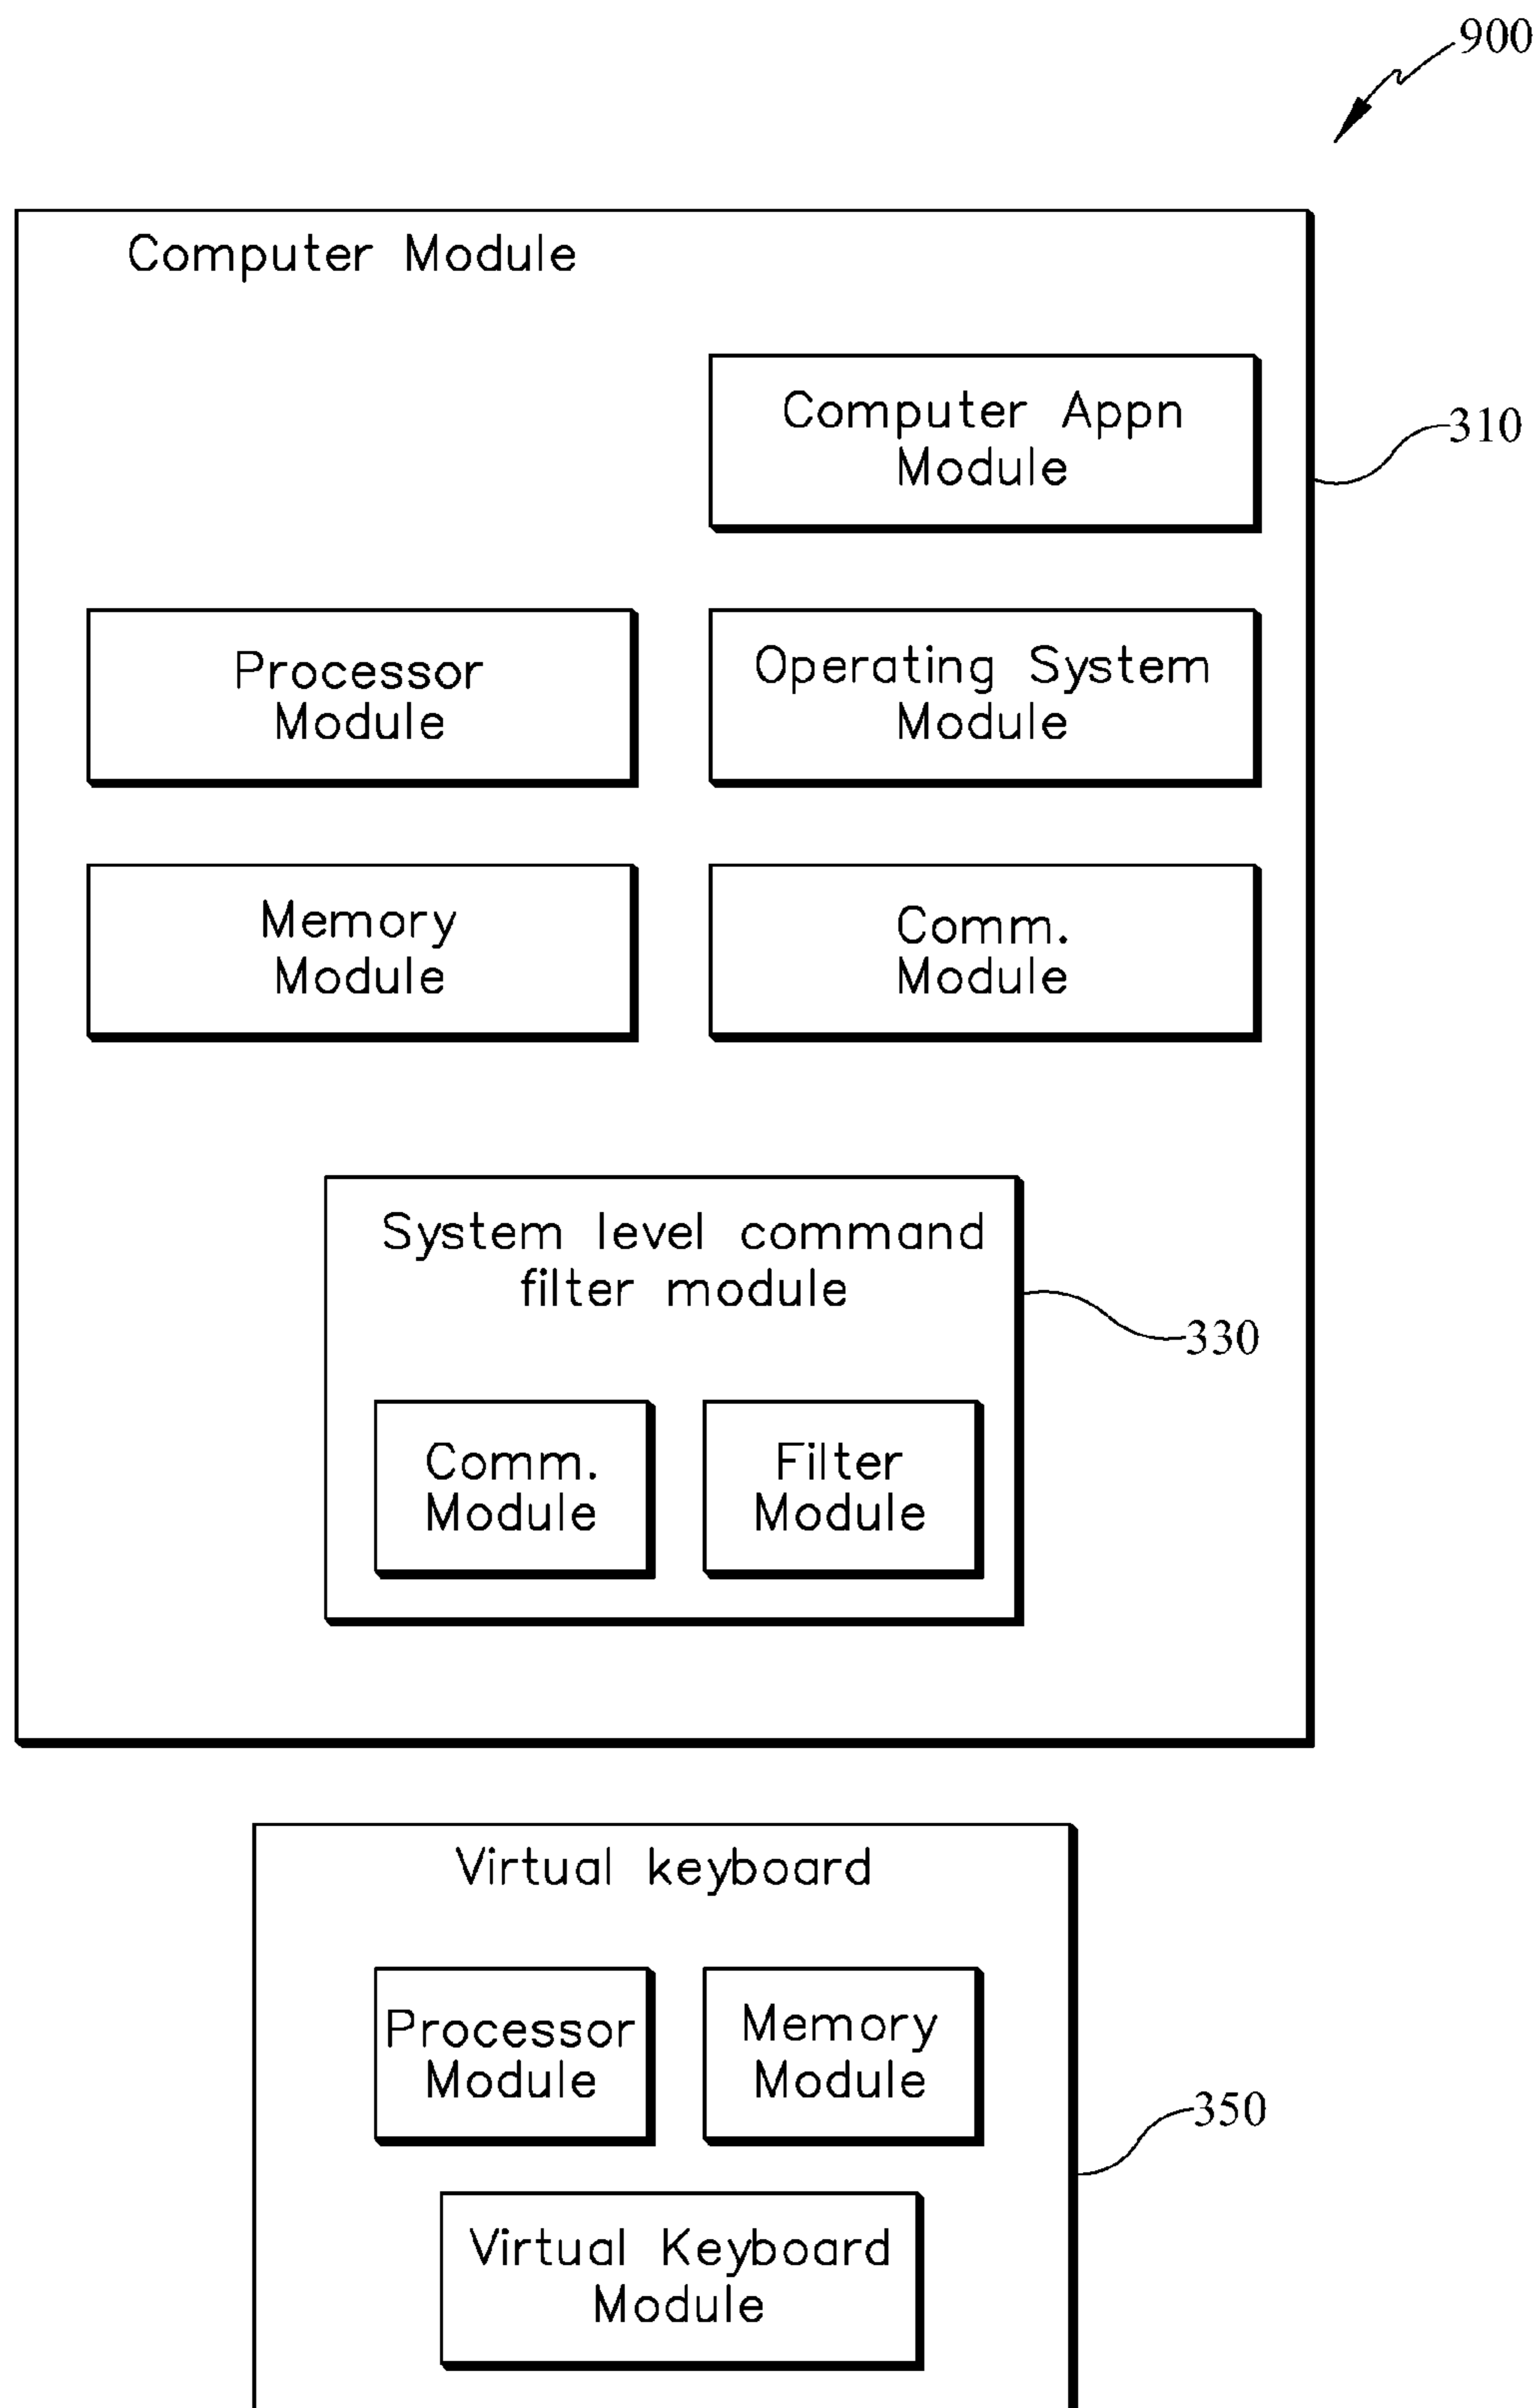 900
Computer Module
Computer Appn
Module
310
Processor
Module
Operating System
Module
Memory
Module
Comm.
Module
System level command
filter module
330
Comm.
Module
Filter
Module
Virtual keyboard
Processor
Module
Memory
Module
350
Virtual Keyboard
Module